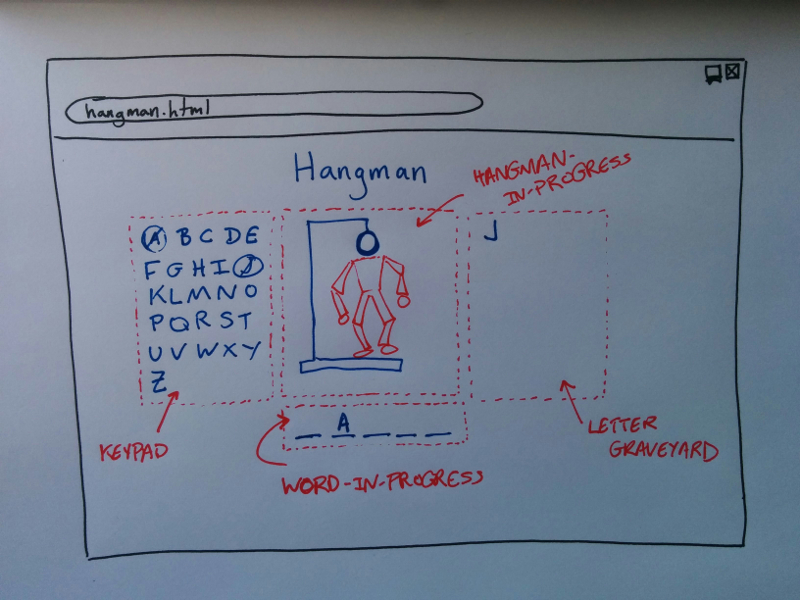 hangman.html
Hangman
HANGMAN-
IN-PROGRESS
A B C D E
F G H I J
K L M N O
P Q R S T
U V W X Y
Z
J
KEYPAD
A
WORD-IN-PROGRESS
LETTER
GRAVEYARD